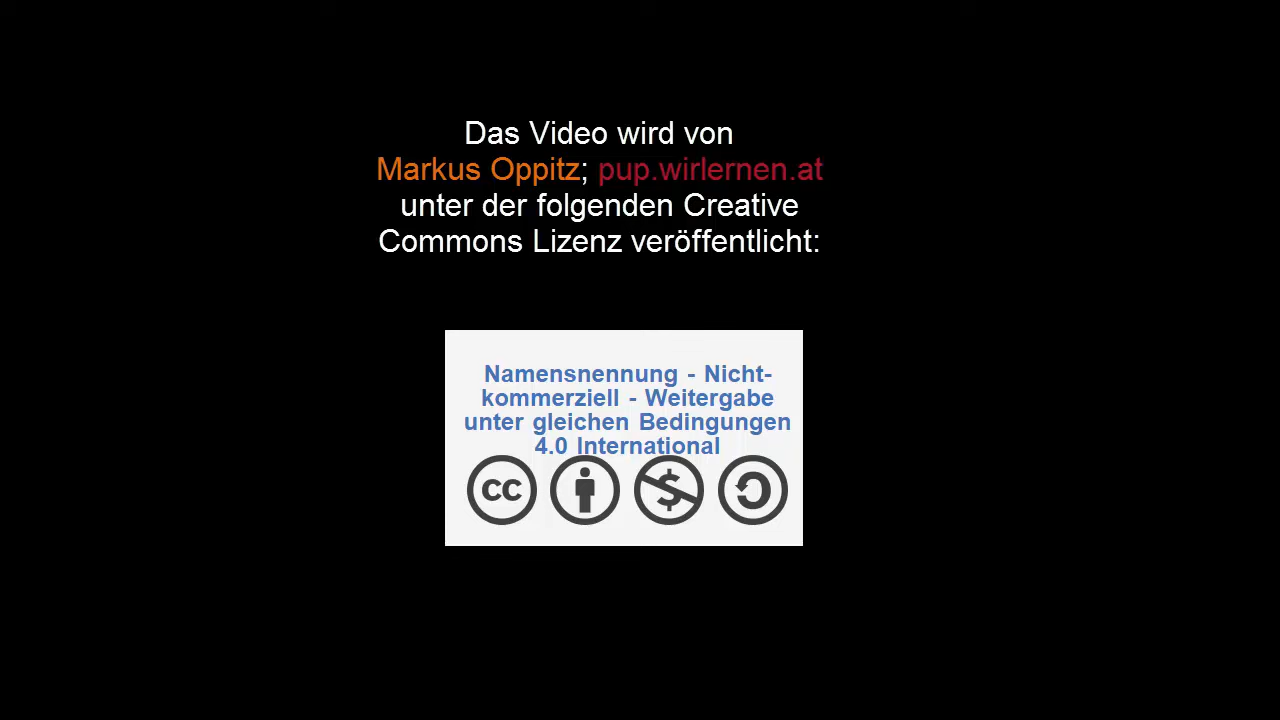 Das Video wird von
Markus Oppitz; pup.wirlernen.at
unter der folgenden Creative
Commons Lizenz veröffentlicht:
Namensnennung - Nicht-
kommerziell - Weitergabe
unter gleichen Bedingungen
4.0 International
cc